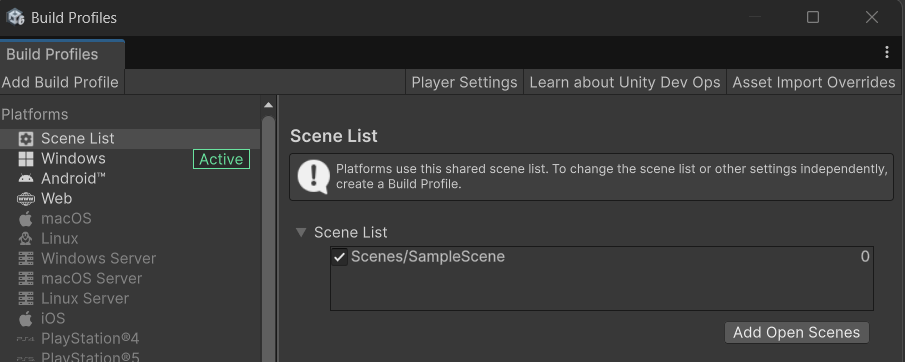 Build Profiles
Build Profiles
Add Build Profile
Player Settings
Learn about Unity Dev Ops
Asset Import Overrides
Platforms
Scene List
Windows
Active
Android™
Web
macOS
Linux
Windows Server
macOS Server
Linux Server
iOS
PlayStation®4
PlayStation®5
Scene List
Platforms use this shared scene list. To change the scene list or other settings independently,
create a Build Profile.
Scene List
Scenes/SampleScene 0
Add Open Scenes